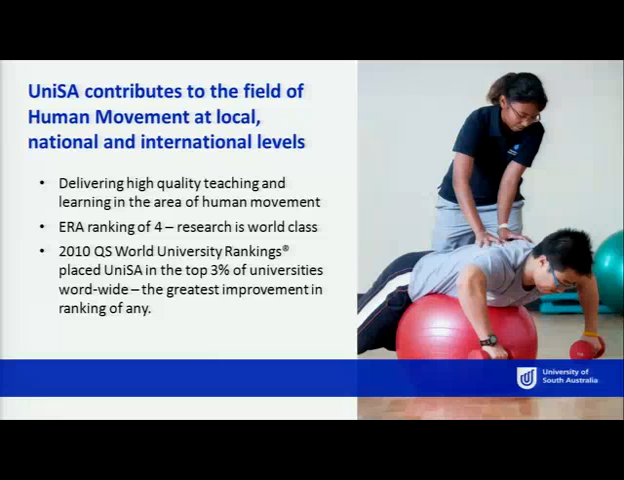 UniSA contributes to the field of
Human Movement at local,
national and international levels
• Delivering high quality teaching and
learning in the area of human movement
• ERA ranking of 4 – research is world class
• 2010 QS World University Rankings®
placed UniSA in the top 3% of universities
word-wide – the greatest improvement in
ranking of any.
University of
South Australia